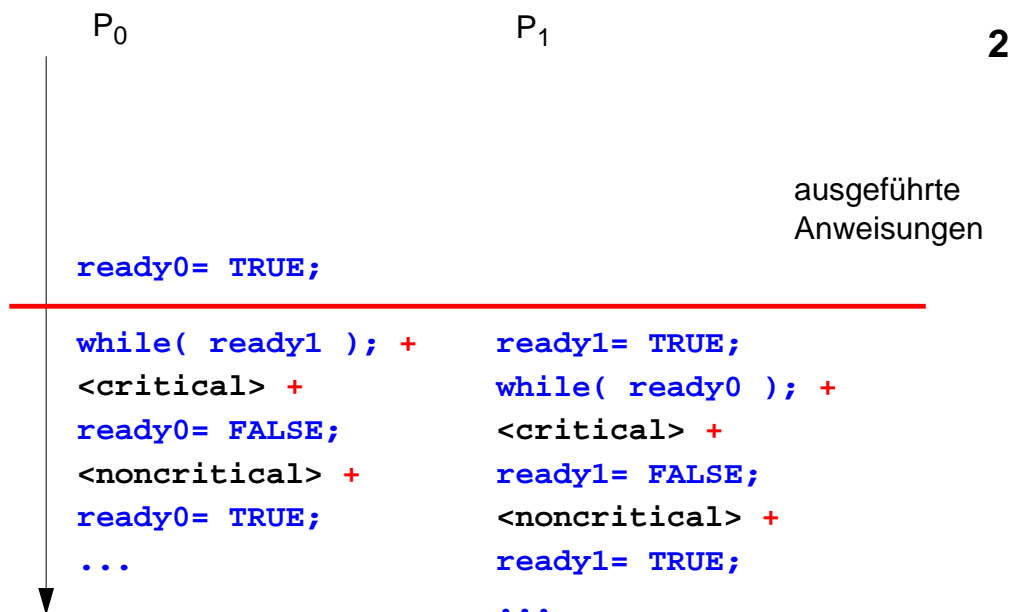 P0 P1
2
ausgeführte
Anweisungen
ready0= TRUE;
while( ready1 ); + ready1= TRUE;
<critical> + while( ready0 ); +
ready0= FALSE; <critical> +
<noncritical> + ready1= FALSE;
ready0= TRUE; <noncritical> +
... ready1= TRUE;
...